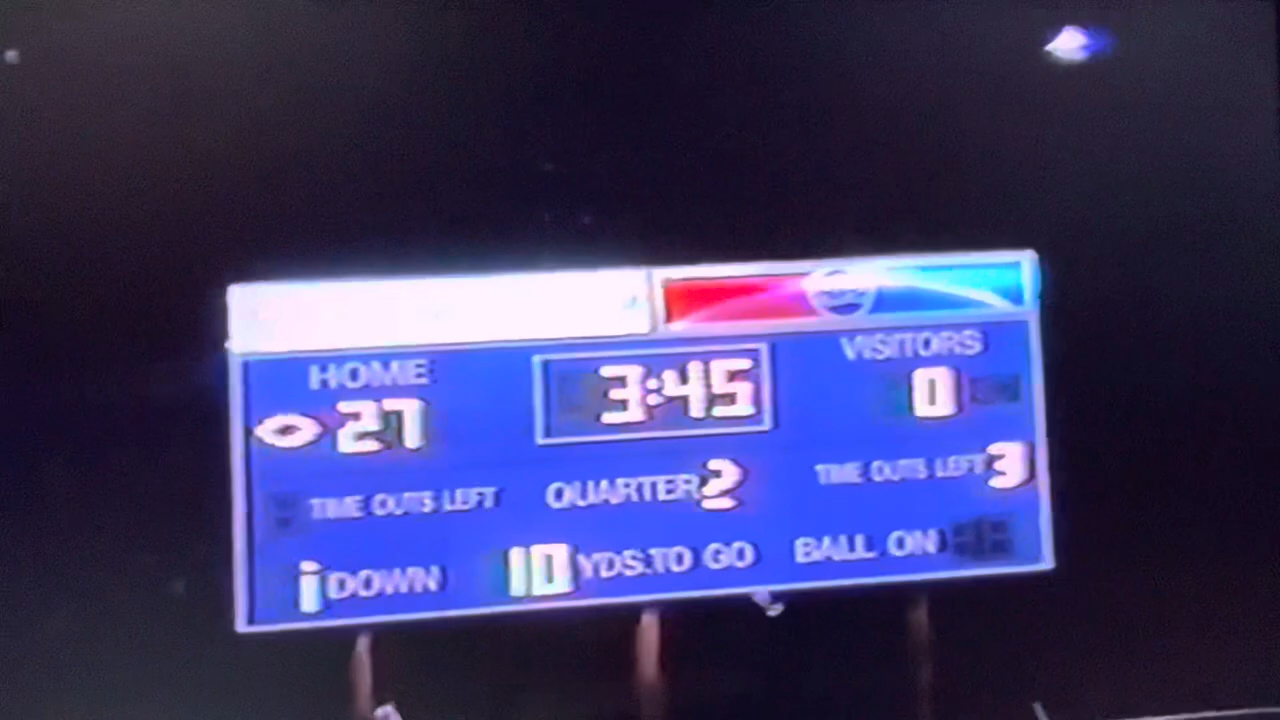 HOME 3:45 VISITORS
27 0
TIME OUTS LEFT QUARTER 2 TIME OUTS LEFT 3
1 DOWN 10 YDS.TO GO BALL ON